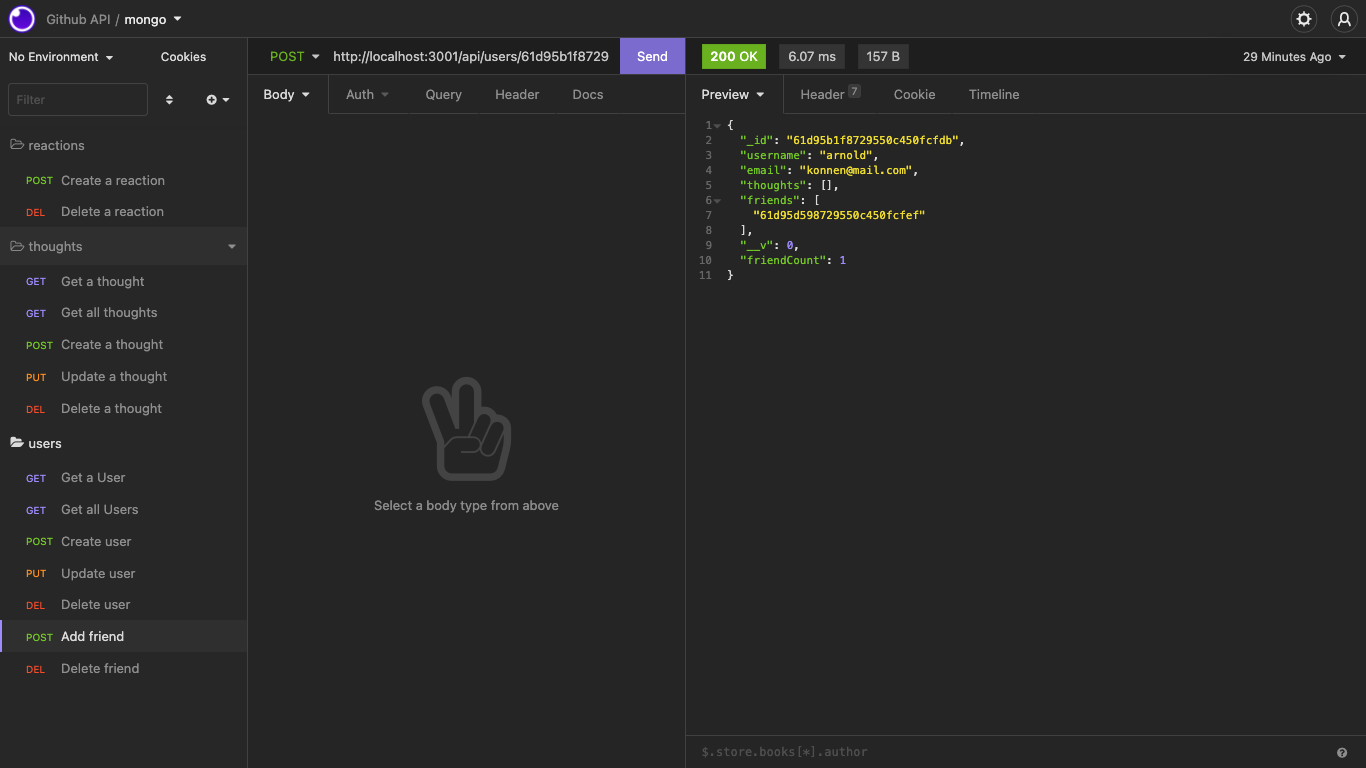 Github API / mongo
No Environment
Cookies
Filter
reactions
POST Create a reaction
DEL Delete a reaction
thoughts
GET Get a thought
GET Get all thoughts
POST Create a thought
PUT Update a thought
DEL Delete a thought
users
GET Get a User
GET Get all Users
POST Create user
PUT Update user
DEL Delete user
POST Add friend
DEL Delete friend
POST http://localhost:3001/api/users/61d95b1f8729 Send
Body Auth Query Header Docs
Select a body type from above
200 OK 6.07 ms 157 B 29 Minutes Ago
Preview Header 7 Cookie Timeline
1 {
2 "_id": "61d95b1f8729550c450fcfdb",
3 "username": "arnold",
4 "email": "konnen@mail.com",
5 "thoughts": [],
6 "friends": [
7 "61d95d598729550c450fcfef"
8 ],
9 "__v": 0,
10 "friendCount": 1
11 }
$.store.books[*].author